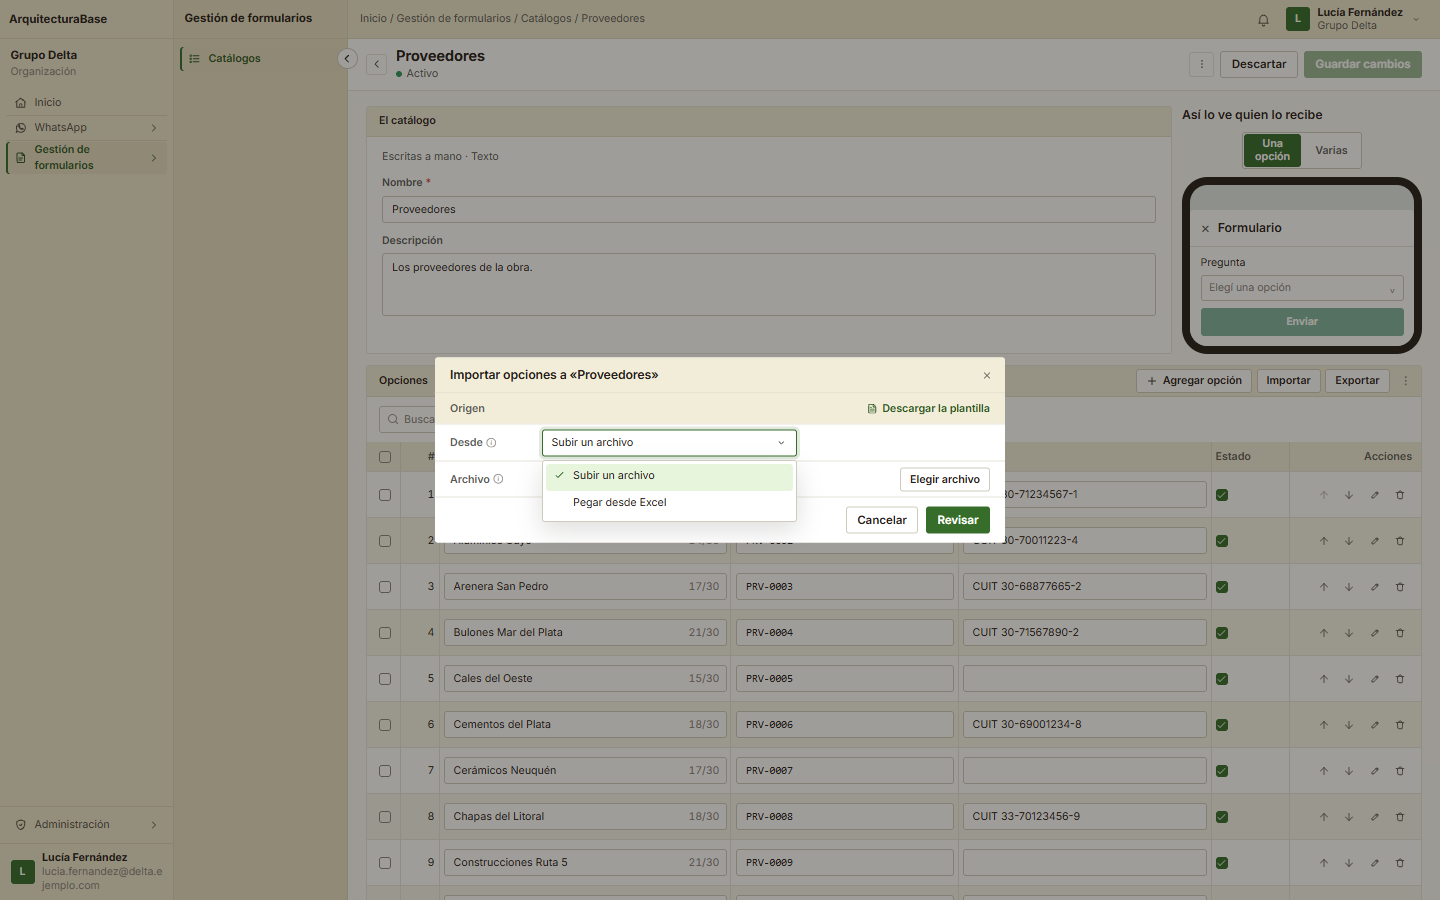 ArquitecturaBase
Gestión de formularios
Inicio / Gestión de formularios / Catálogos / Proveedores
L
Lucía Fernández
Grupo Delta
Grupo Delta
Organización
Inicio
WhatsApp
Gestión de
formularios
Catálogos
Proveedores
Activo
Descartar
Guardar cambios
El catálogo
Escritas a mano · Texto
Nombre *
Proveedores
Descripción
Los proveedores de la obra.
Así lo ve quien lo recibe
Una
opción
Varias
Formulario
Pregunta
Elegí una opción
Enviar
Opciones
Agregar opción
Importar
Exportar
Importar opciones a «Proveedores»
Origen
Descargar la plantilla
Desde
Subir un archivo
Subir un archivo
Pegar desde Excel
Archivo
Elegir archivo
Cancelar
Revisar
Busca
#
Estado
Acciones
1
30-71234567-1
2
30-70011223-4
3
Arenera San Pedro
17/30
PRV-0003
CUIT 30-68877665-2
4
Bulones Mar del Plata
21/30
PRV-0004
CUIT 30-71567890-2
5
Cales del Oeste
15/30
PRV-0005
6
Cementos del Plata
18/30
PRV-0006
CUIT 30-69001234-8
7
Cerámicos Neuquén
17/30
PRV-0007
8
Chapas del Litoral
18/30
PRV-0008
CUIT 33-70123456-9
9
Construcciones Ruta 5
21/30
PRV-0009
Administración
L
Lucía Fernández
lucia.fernandez@delta.e
jemplo.com